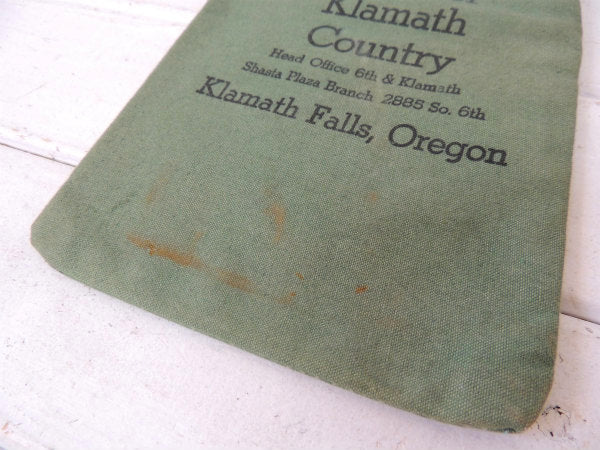 Klamath
Country
Head Office 6th & Klamath
Shasta Plaza Branch 2885 So. 6th
Klamath Falls, Oregon